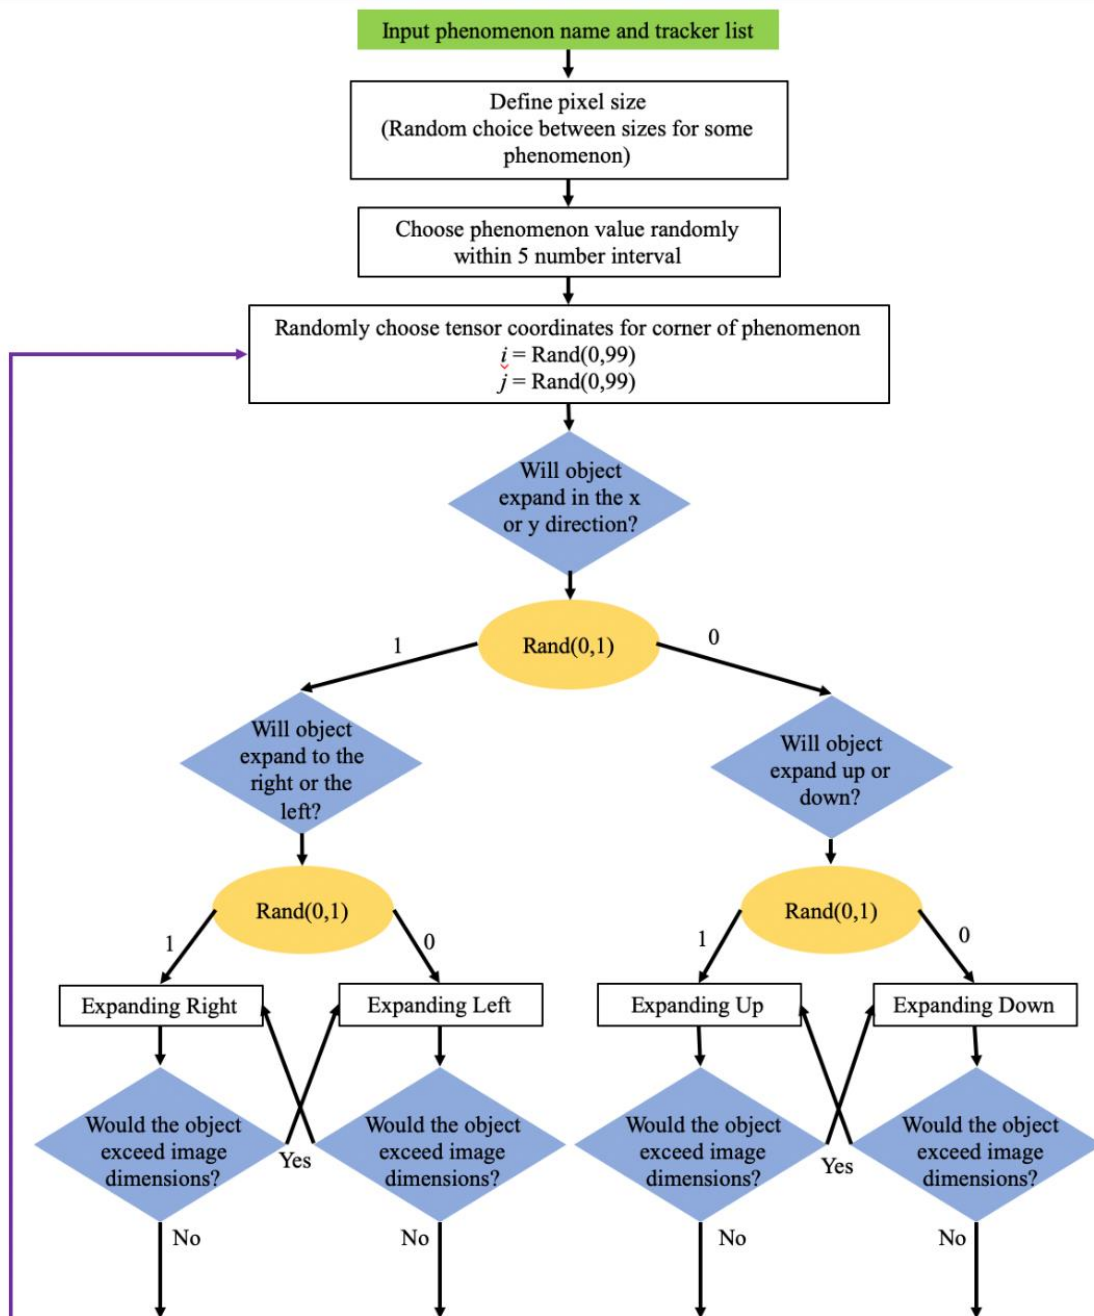 Input phenomenon name and tracker list
Define pixel size
(Random choice between sizes for some
phenomenon)
Choose phenomenon value randomly
within 5 number interval
Randomly choose tensor coordinates for corner of phenomenon
i = Rand(0,99)
j = Rand(0,99)
Will object
expand in the x
or y direction?
Rand(0,1)
1
0
Will object
expand to the
right or the
left?
Will object
expand up or
down?
Rand(0,1)
Rand(0,1)
1
0
1
0
Expanding Right
Expanding Left
Expanding Up
Expanding Down
Would the object
exceed image
dimensions?
Yes
Would the object
exceed image
dimensions?
Would the object
exceed image
dimensions?
Yes
Would the object
exceed image
dimensions?
No
No
No
No